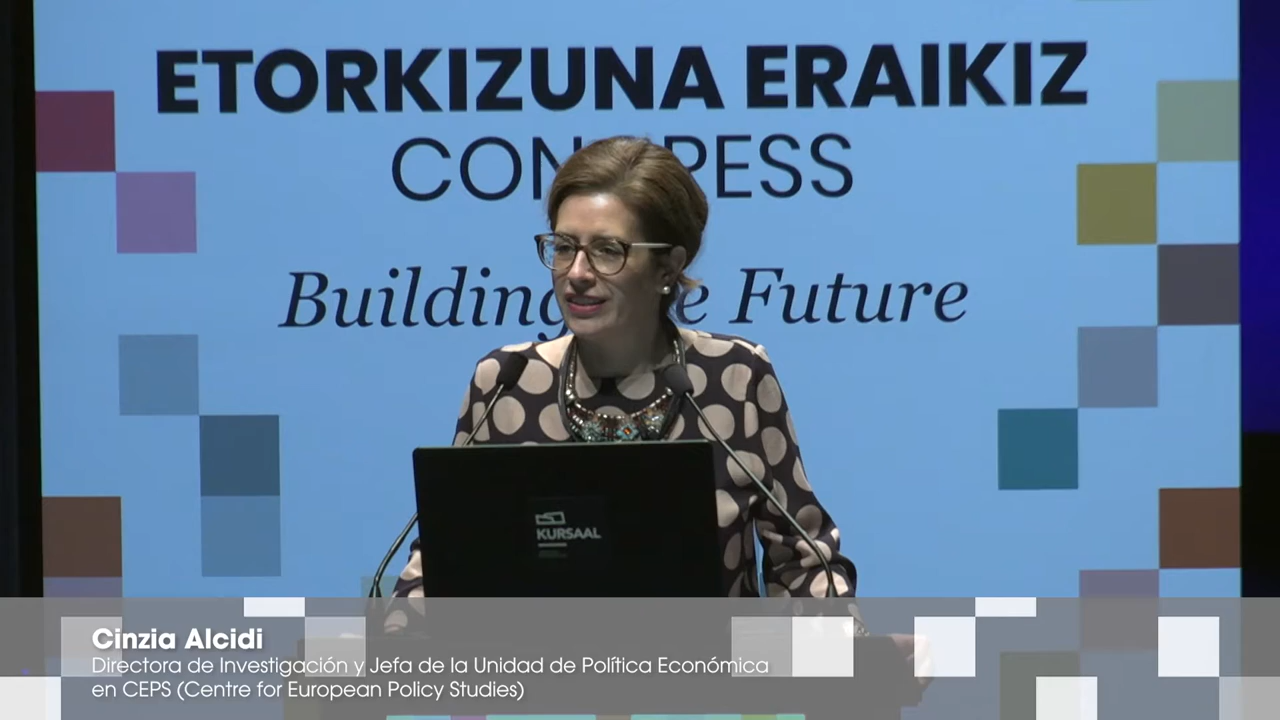 ETORKIZUNA ERAIKIZ
CON RESS
Building e Future
KURSAAL
Cinzia Alcidi
Directora de Investigación y Jefa de la Unidad de Política Económica
en CEPS (Centre for European Policy Studies)